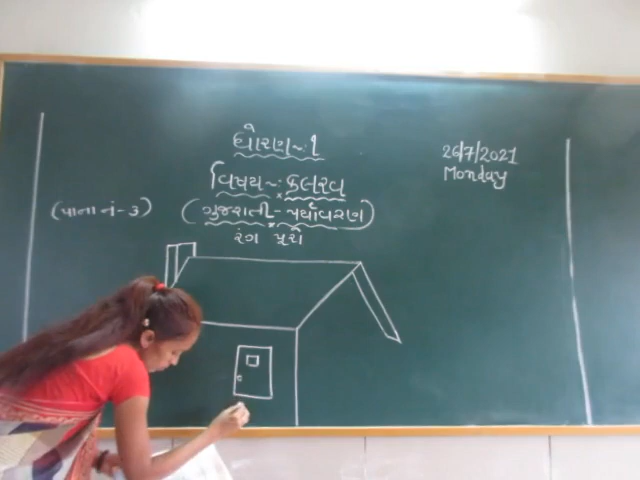 ધોરણ ~ ૧
26/7/2021
Monday
વિષય ~: કલરવ
(પાના નં - ૩)
(ગુજરાતી - પર્યાવરણ)
રંગ પૂરો